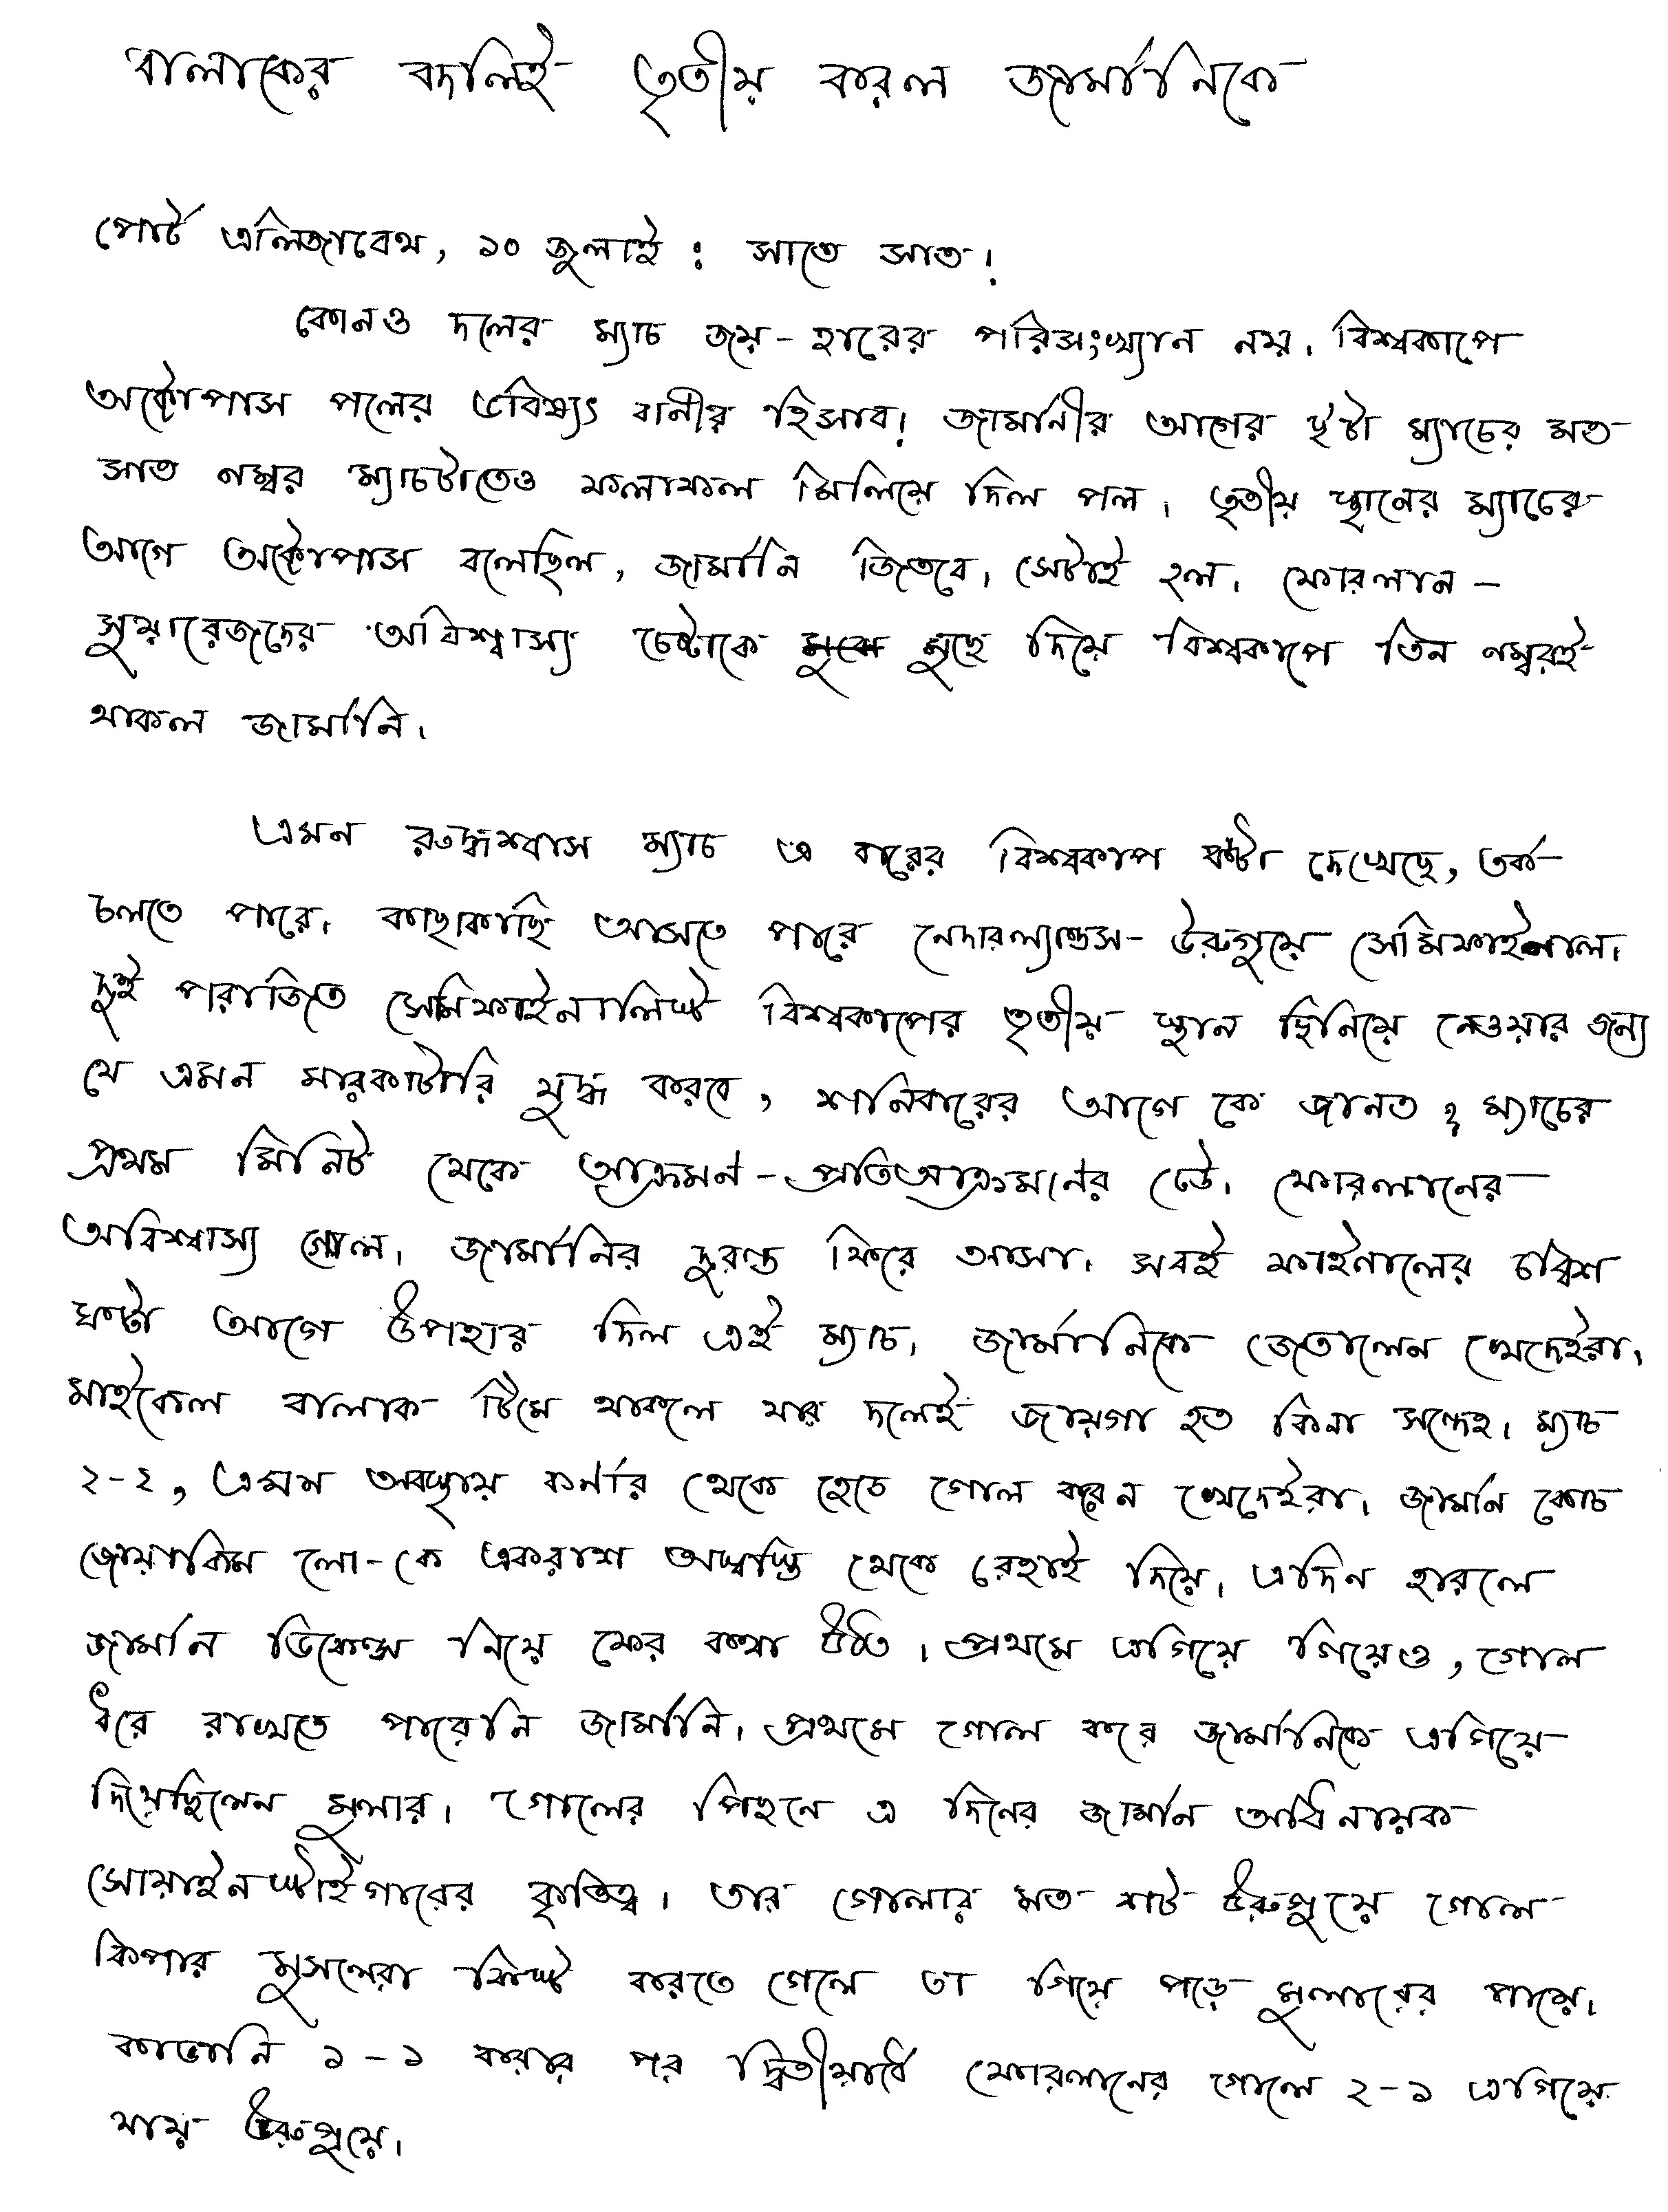 বালাকের বদলিই তৃতীয় করল জার্মানিকে
পোর্ট এলিজাবেথ, ১০ জুলাই : সাতে সাত!
কোনও দলের ম্যাচ জয়-হারের পরিসংখ্যান নয়। বিশ্বকাপে
অক্টোপাস পলের ভবিষ্যৎ বানীর হিসাব! জার্মানীর আগের ছ'টা ম্যাচের মত
সাত নম্বর ম্যাচটাতেও ফলাফল মিলিয়ে দিল পল। তৃতীয় স্থানের ম্যাচের
আগে অক্টোপাস বলেছিল, জার্মানি জিতবে। সেটাই হল। ফোরলান-
সুয়ারেজদের অবিশ্বাস্য চেষ্টাকে মুছে দিয়ে বিশ্বকাপে তিন নম্বরই
থাকল জার্মানি।
এমন রুদ্ধশ্বাস ম্যাচ এ বারের বিশ্বকাপ ক'টা দেখেছে, তর্ক
চলতে পারে। কাছাকাছি আসতে পারে নেদারল্যান্ডস-উরুগুয়ে সেমিফাইনাল।
দুই পরাজিত সেমিফাইনালিস্ট বিশ্বকাপের তৃতীয় স্থান ছিনিয়ে নেওয়ার জন্য
যে এমন মারকাটারি যুদ্ধ করবে, শনিবারের আগে কে জানত? ম্যাচের
প্রথম মিনিট থেকে আক্রমণ-প্রতিআক্রমণের ঢেউ। ফোরলানের
অবিশ্বাস্য গোল। জার্মানির দুরন্ত ফিরে আসা। সবই ফাইনালের চব্বিশ
ঘন্টা আগে উপহার দিল এই ম্যাচ। জার্মানিকে জেতালেন খেদেইরা।
মাইকেল বালাক টিমে থাকলে যার দলেই জায়গা হত কিনা সন্দেহ। ম্যাচ
২-২, এমন অবস্থায় কর্নার থেকে হেডে গোল করেন খেদেইরা। জার্মান কোচ
জোয়াকিম লো-কে একরাশ অস্বস্তি থেকে রেহাই দিয়ে। এদিন হারলে
জার্মান ডিফেন্স নিয়ে ফের কথা উঠত। প্রথমে এগিয়ে গিয়েও, গোল
ধরে রাখতে পারেনি জার্মানি। প্রথমে গোল করে জার্মানিকে এগিয়ে
দিয়েছিলেন মুলার। গোলের পিছনে এ দিনের জার্মান অধিনায়ক
সোয়াইনস্টাইগারের কৃতিত্ব। তার গোলার মত শট উরুগুয়ে গোল
কিপার মুসলেরা ফিস্ট করতে গেলে তা গিয়ে পড়ে মুলারের পায়ে।
কাভানি ১-১ করার পর দ্বিতীয়ার্ধে ফোরলানের গোলে ২-১ এগিয়ে
যায় উরুগুয়ে।